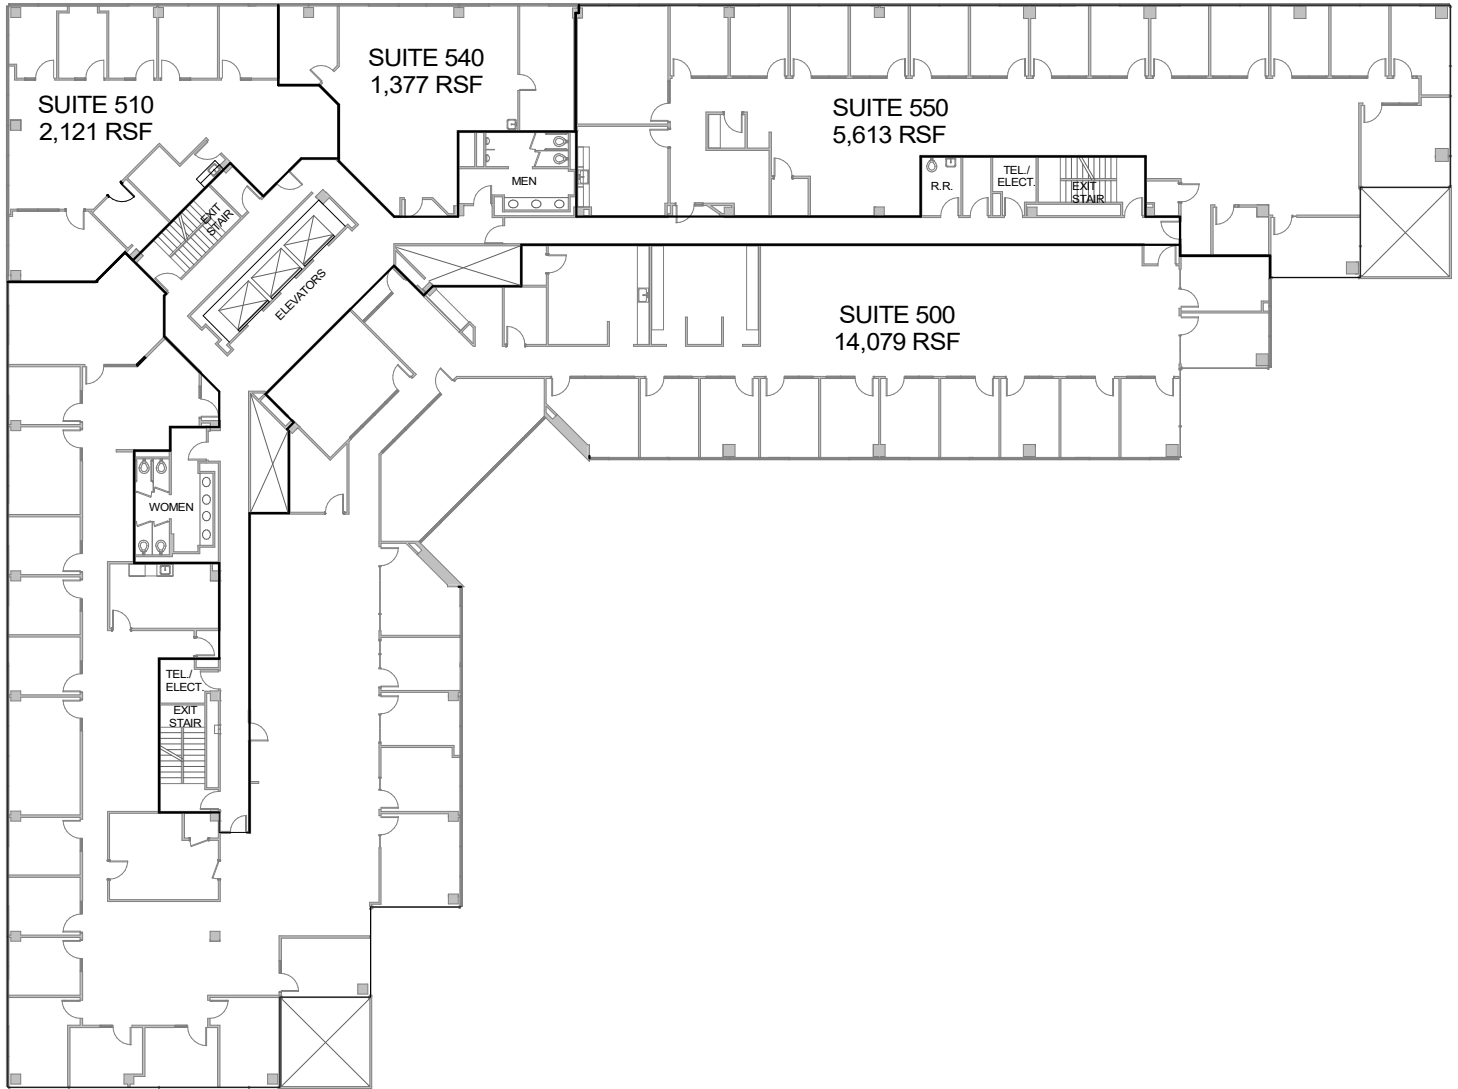 SUITE 540
1,377 RSF
SUITE 510
2,121 RSF
SUITE 550
5,613 RSF
MEN
R.R.
TEL./
ELECT.
EXIT
STAIR
EXIT
STAIR
ELEVATORS
SUITE 500
14,079 RSF
WOMEN
TEL./
ELECT.
EXIT
STAIR